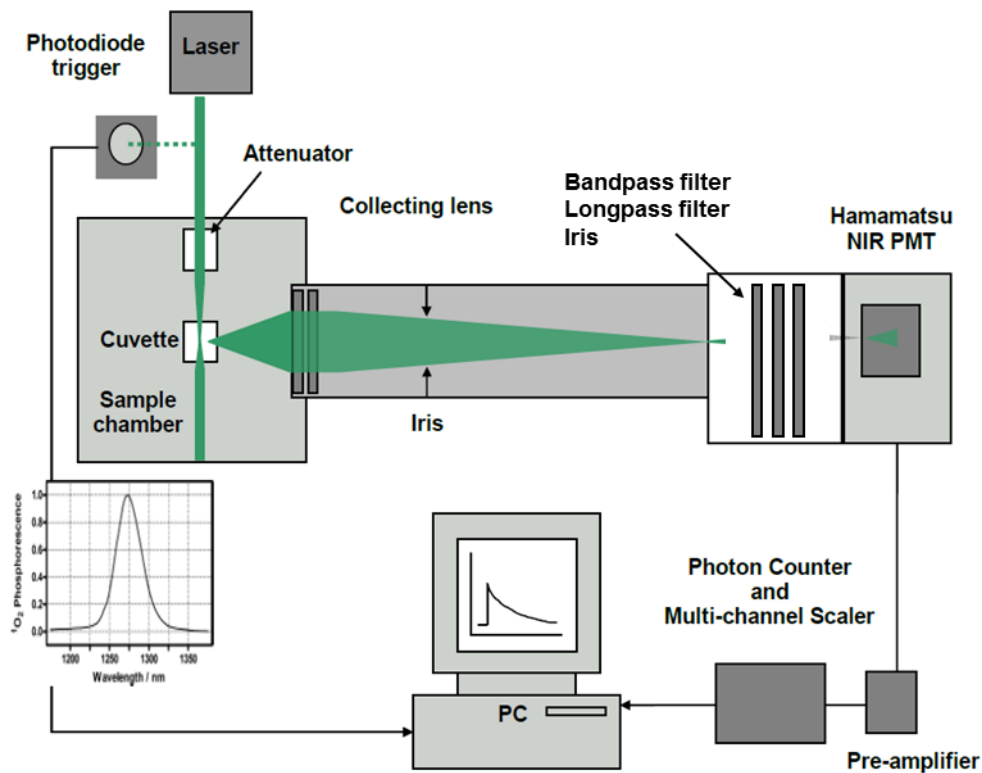 Photodiode
trigger
Laser
Attenuator
Collecting lens
Bandpass filter
Longpass filter
Iris
Hamamatsu
NIR PMT
Cuvette
Sample
chamber
Iris
¹O₂ Phosphorescence
1.0
0.8
0.6
0.4
0.2
0.0
1200 1250 1300 1350
Wavelength / nm
PC
Photon Counter
and
Multi-channel Scaler
Pre-amplifier